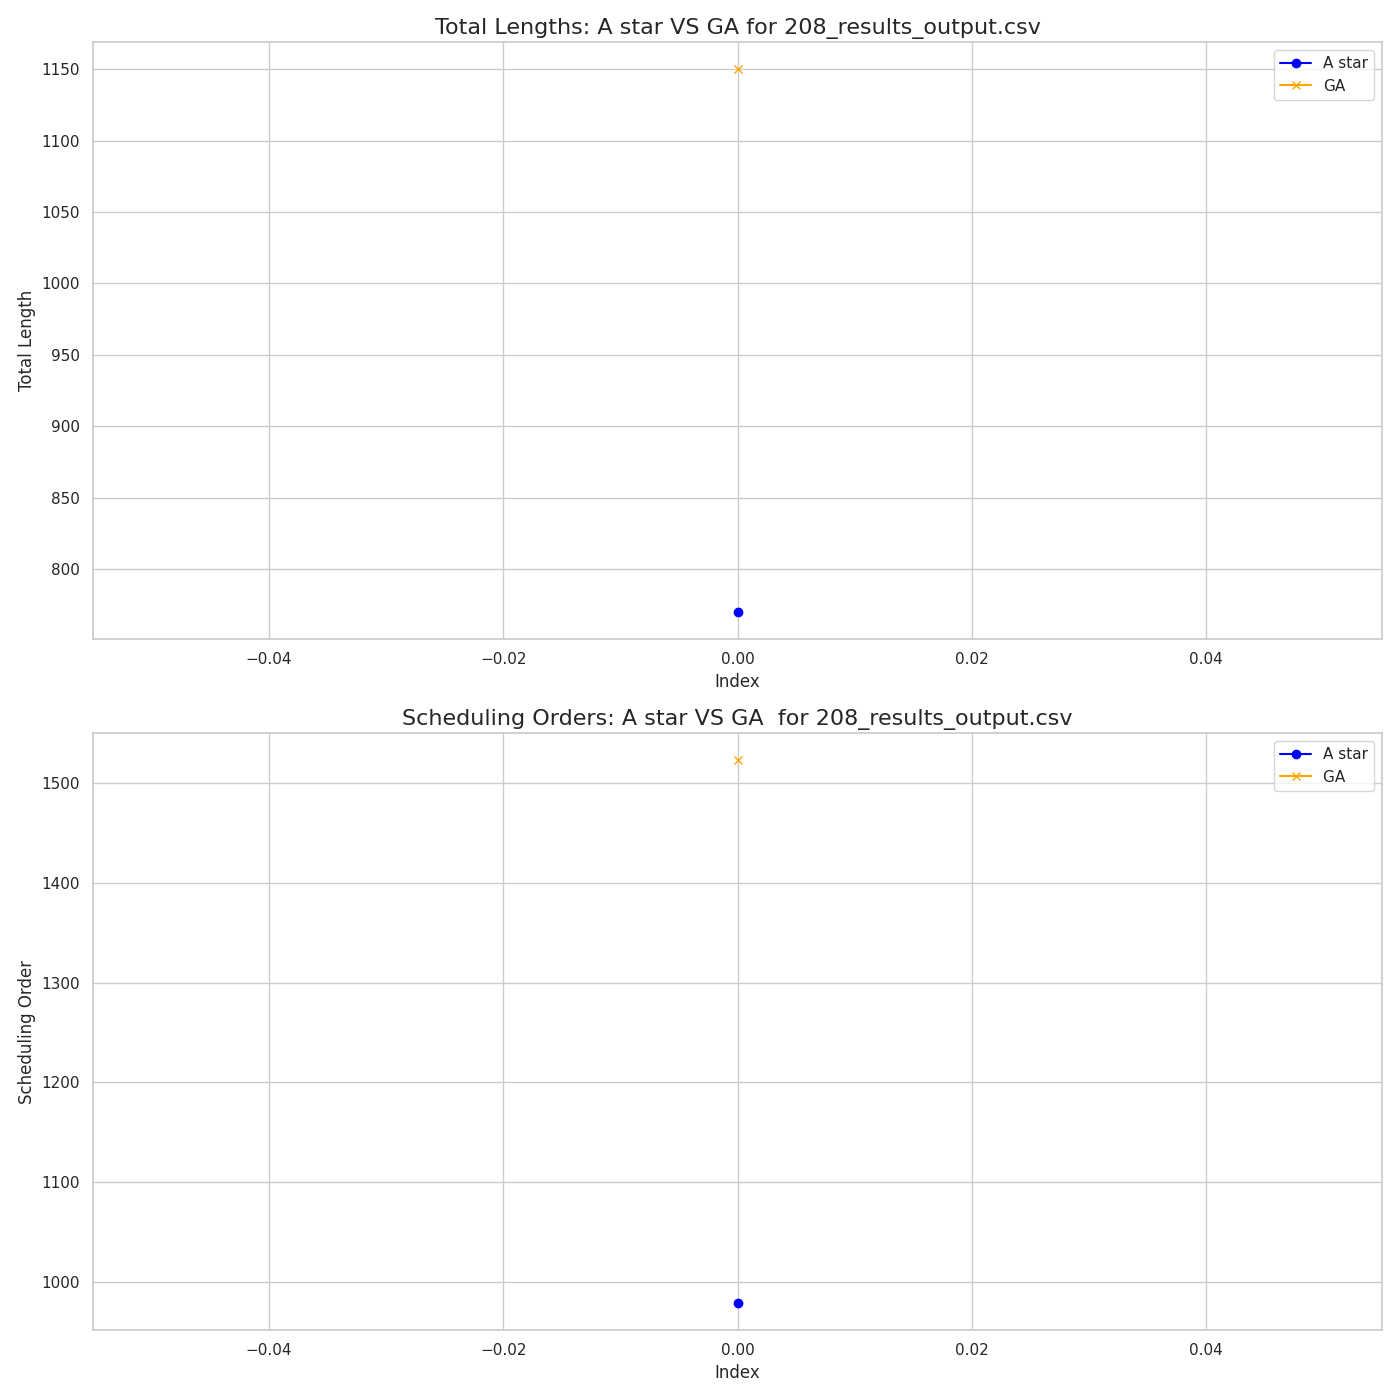 Total Lengths: A star VS GA for 208_results_output.csv
A star
GA
1150
1100
1050
1000
950
900
850
800
Total Length
−0.04
−0.02
0.00
0.02
0.04
Index
Scheduling Orders: A star VS GA  for 208_results_output.csv
A star
GA
1500
1400
1300
1200
1100
1000
Scheduling Order
−0.04
−0.02
0.00
0.02
0.04
Index